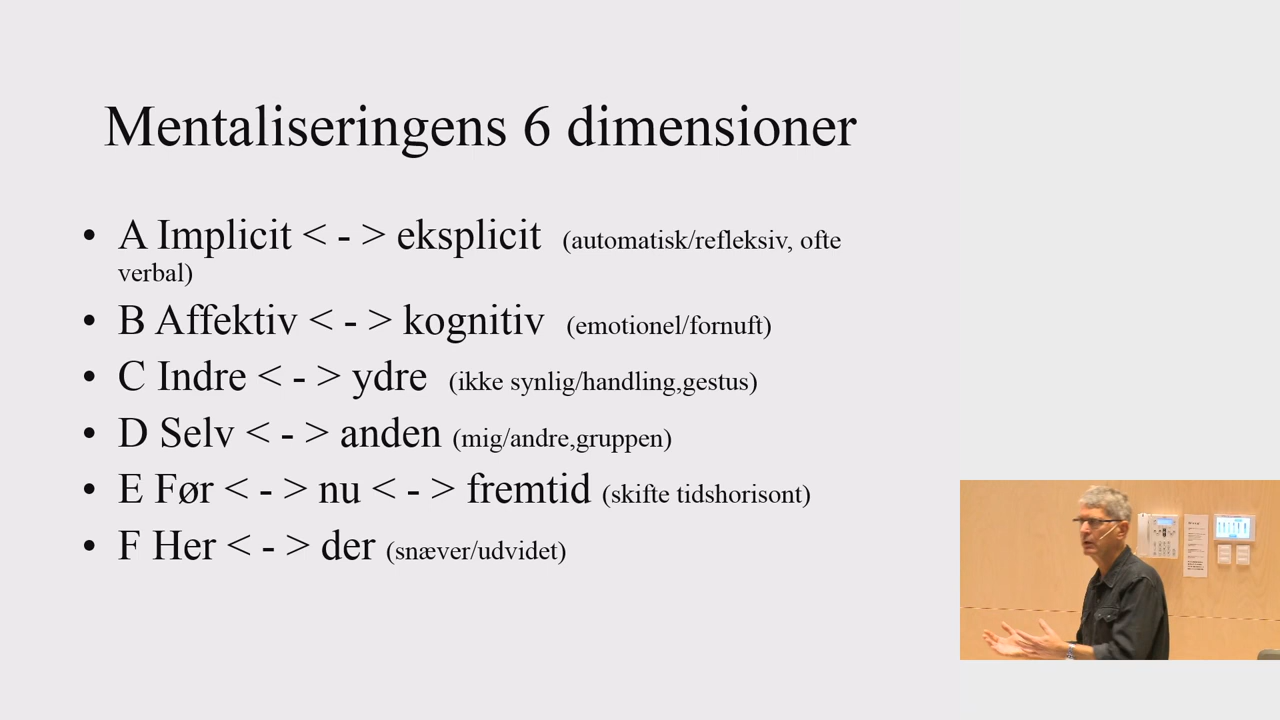 Mentaliseringens 6 dimensioner
• A Implicit < - > eksplicit (automatisk/refleksiv, ofte
verbal)
• B Affektiv < - > kognitiv (emotionel/fornuft)
• C Indre < - > ydre (ikke synlig/handling,gestus)
• D Selv < - > anden (mig/andre,gruppen)
• E Før < - > nu < - > fremtid (skifte tidshorisont)
• F Her < - > der (snæver/udvidet)